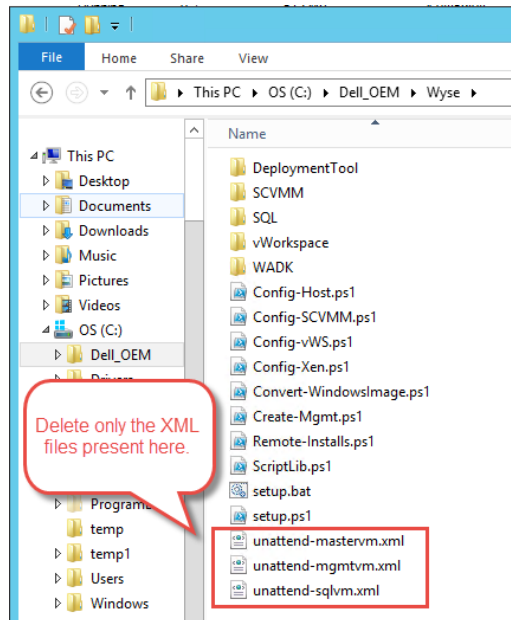 File Home Share View
This PC OS (C:) Dell_OEM Wyse
Name
This PC
Desktop
Documents
Downloads
Music
Pictures
Videos
OS (C:)
Dell_OEM
Delete only the XML
files present here.
temp
temp1
Users
Windows
DeploymentTool
SCVMM
SQL
vWorkspace
WADK
Config-Host.ps1
Config-SCVMM.ps1
Config-vWS.ps1
Config-Xen.ps1
Convert-WindowsImage.ps1
Create-Mgmt.ps1
Remote-Installs.ps1
ScriptLib.ps1
setup.bat
setup.ps1
unattend-mastervm.xml
unattend-mgmtvm.xml
unattend-sqlvm.xml